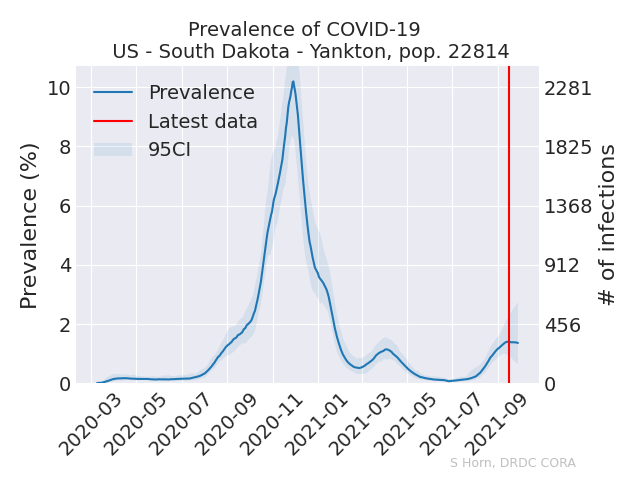 Prevalence of COVID-19
US - South Dakota - Yankton, pop. 22814
Prevalence
Latest data
95CI
Prevalence (%)
10
8
6
4
2
0
2281
1825
1368
912
456
0
# of infections
2020-03
2020-05
2020-07
2020-09
2020-11
2021-01
2021-03
2021-05
2021-07
2021-09
S Horn, DRDC CORA